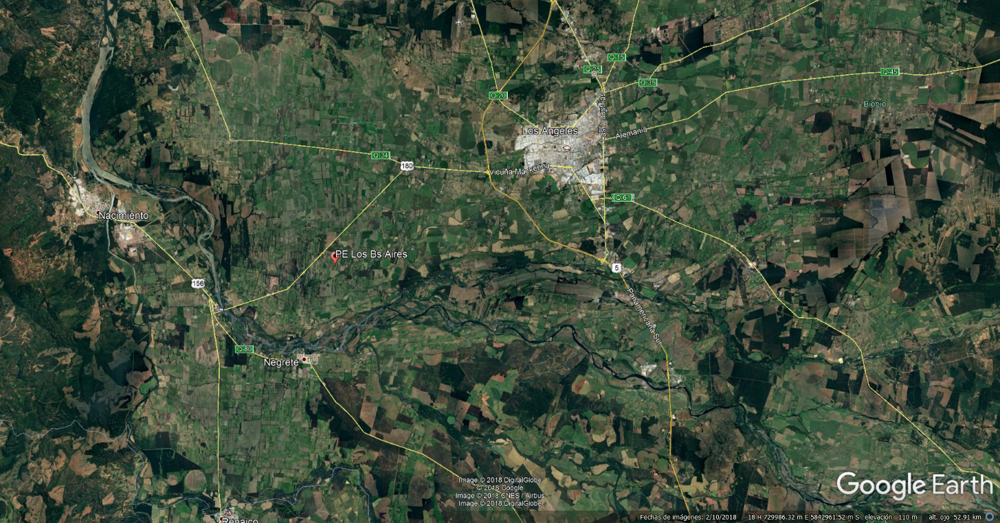 Q-15
Q-25
Q-45
Q-35
Q-20
Biobio
Las Industrias
Los Angeles
Alemania
Q-34
180
Vicuña Mackenna
Q-61
Nacimiento
PE Los Bs Aires
5
156
Panamericana Sur
Q-80
Negrete
Image © 2018 DigitalGlobe
© 2018 Google
Image © 2018 CNES / Airbus
Image © 2018 DigitalGlobe
Google Earth
Fechas de imágenes: 2/10/2018 18 H 729986.32 m E 5842961.52 m S elevación 110 m alt. ojo 52.91 km
Renaico